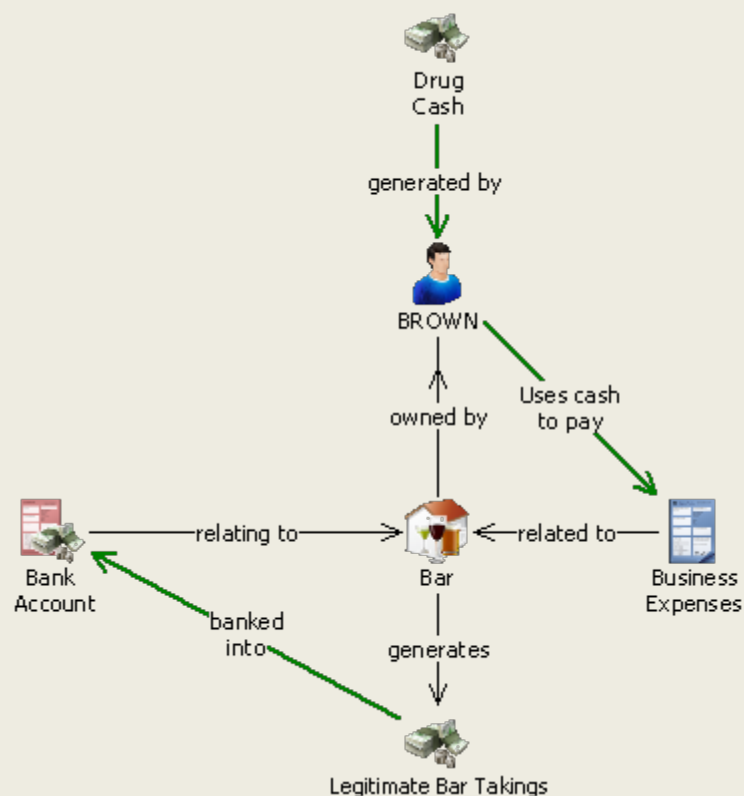 Drug
Cash
generated by
BROWN
Uses cash
to pay
owned by
relating to
related to
Bank
Account
Bar
Business
Expenses
banked
into
generates
Legitimate Bar Takings